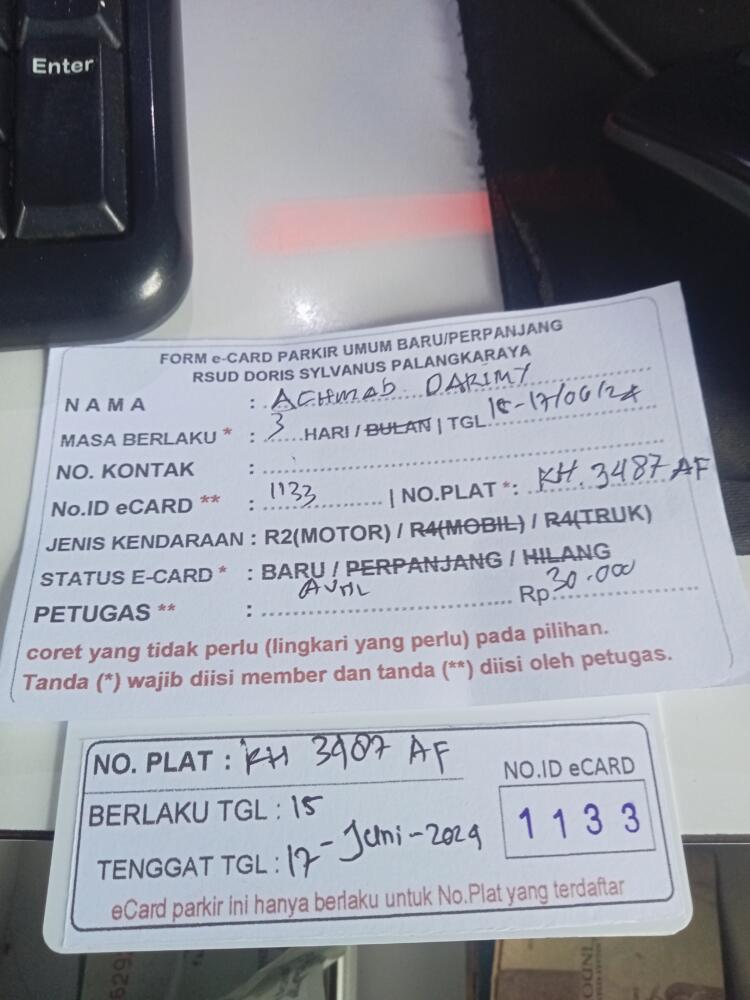 Enter
FORM e-CARD PARKIR UMUM BARU/PERPANJANG
RSUD DORIS SYLVANUS PALANGKARAYA
NAMA : ACHMAD DARIMY
MASA BERLAKU * : 3 HARI / BULAN | TGL 15-17/06/24
NO. KONTAK :
No.ID eCARD ** : 1133 | NO.PLAT *: KH. 3487 AF
JENIS KENDARAAN : R2(MOTOR) / R4(MOBIL) / R4(TRUK)
STATUS E-CARD * : BARU / PERPANJANG / HILANG
PETUGAS ** : Rp 30.000
coret yang tidak perlu (lingkari yang perlu) pada pilihan.
Tanda (*) wajib diisi member dan tanda (**) diisi oleh petugas.
NO. PLAT : KH 3487 AF
NO.ID eCARD
BERLAKU TGL : 15
1133
TENGGAT TGL : 17 - Juni - 2024
eCard parkir ini hanya berlaku untuk No.Plat yang terdaftar